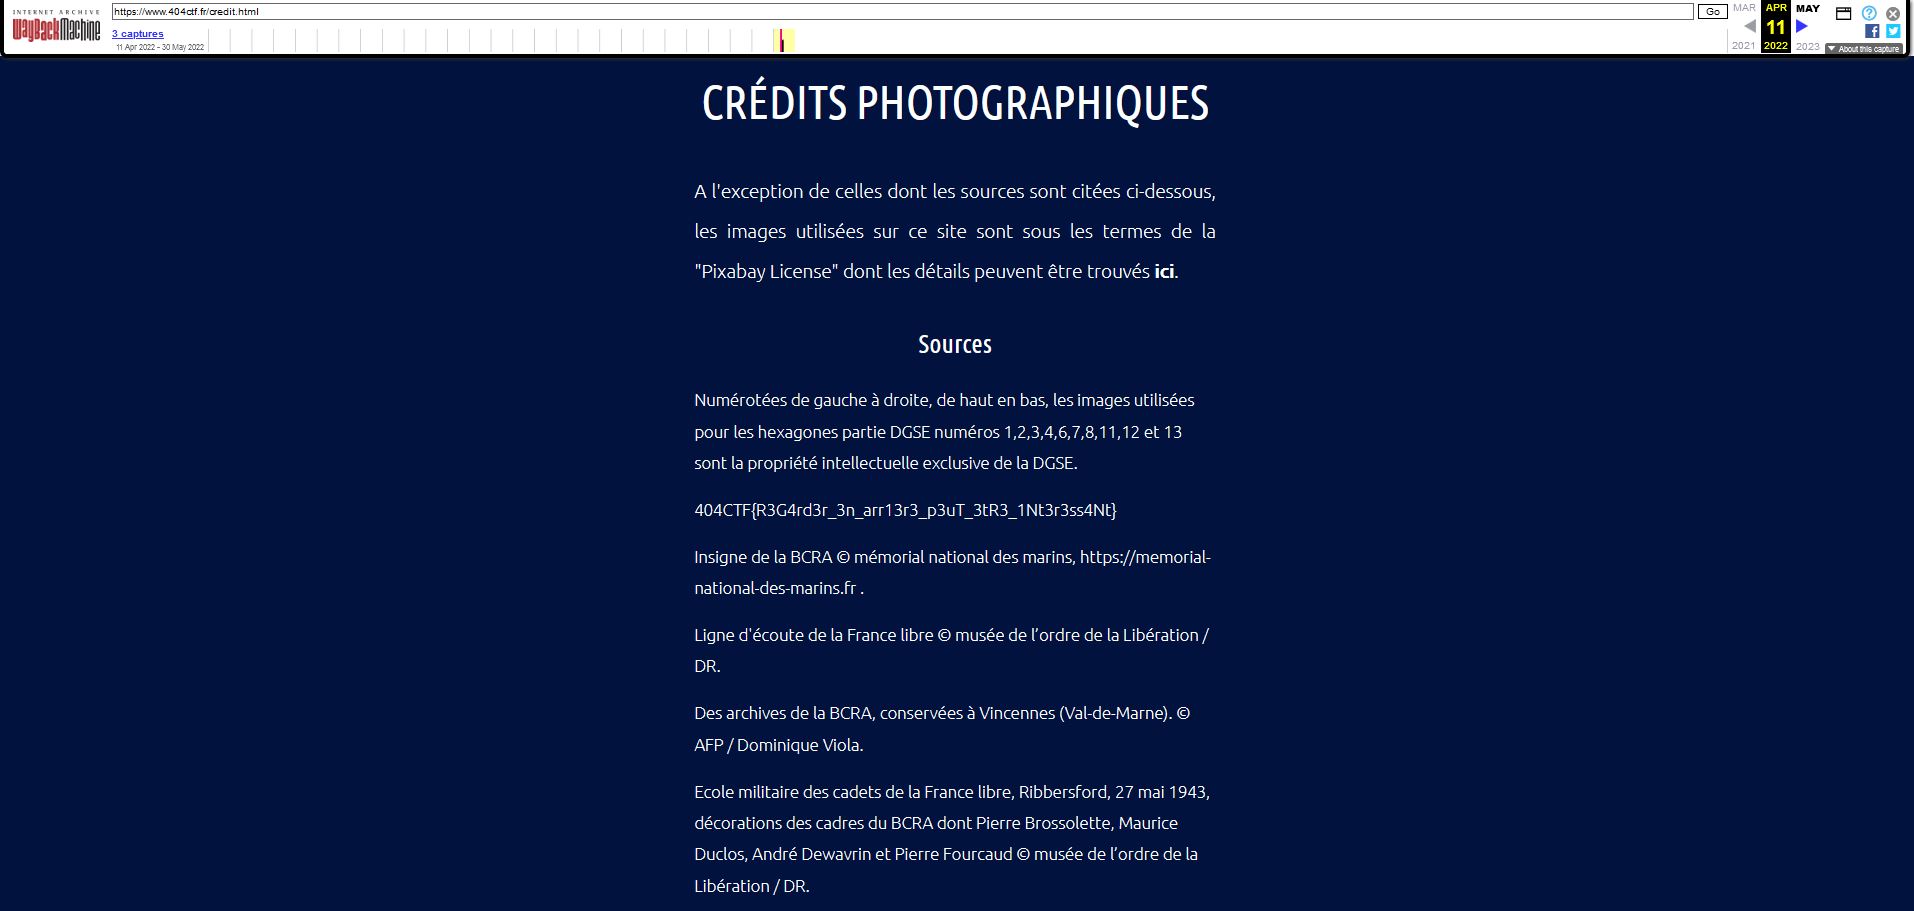 INTERNET ARCHIVE
WayBackMachine
https://www.404ctf.fr/credit.html
Go
3 captures
11 Apr 2022 - 30 May 2022
MAR APR MAY
11
2021 2022 2023
About this capture
CRÉDITS PHOTOGRAPHIQUES
A l'exception de celles dont les sources sont citées ci-dessous,
les images utilisées sur ce site sont sous les termes de la
"Pixabay License" dont les détails peuvent être trouvés ici.
Sources
Numérotées de gauche à droite, de haut en bas, les images utilisées
pour les hexagones partie DGSE numéros 1,2,3,4,6,7,8,11,12 et 13
sont la propriété intellectuelle exclusive de la DGSE.
404CTF{R3G4rd3r_3n_arr13r3_p3uT_3tR3_1Nt3r3ss4Nt}
Insigne de la BCRA © mémorial national des marins, https://memorial-
national-des-marins.fr .
Ligne d'écoute de la France libre © musée de l’ordre de la Libération /
DR.
Des archives de la BCRA, conservées à Vincennes (Val-de-Marne). ©
AFP / Dominique Viola.
Ecole militaire des cadets de la France libre, Ribbersford, 27 mai 1943,
décorations des cadres du BCRA dont Pierre Brossolette, Maurice
Duclos, André Dewavrin et Pierre Fourcaud © musée de l’ordre de la
Libération / DR.